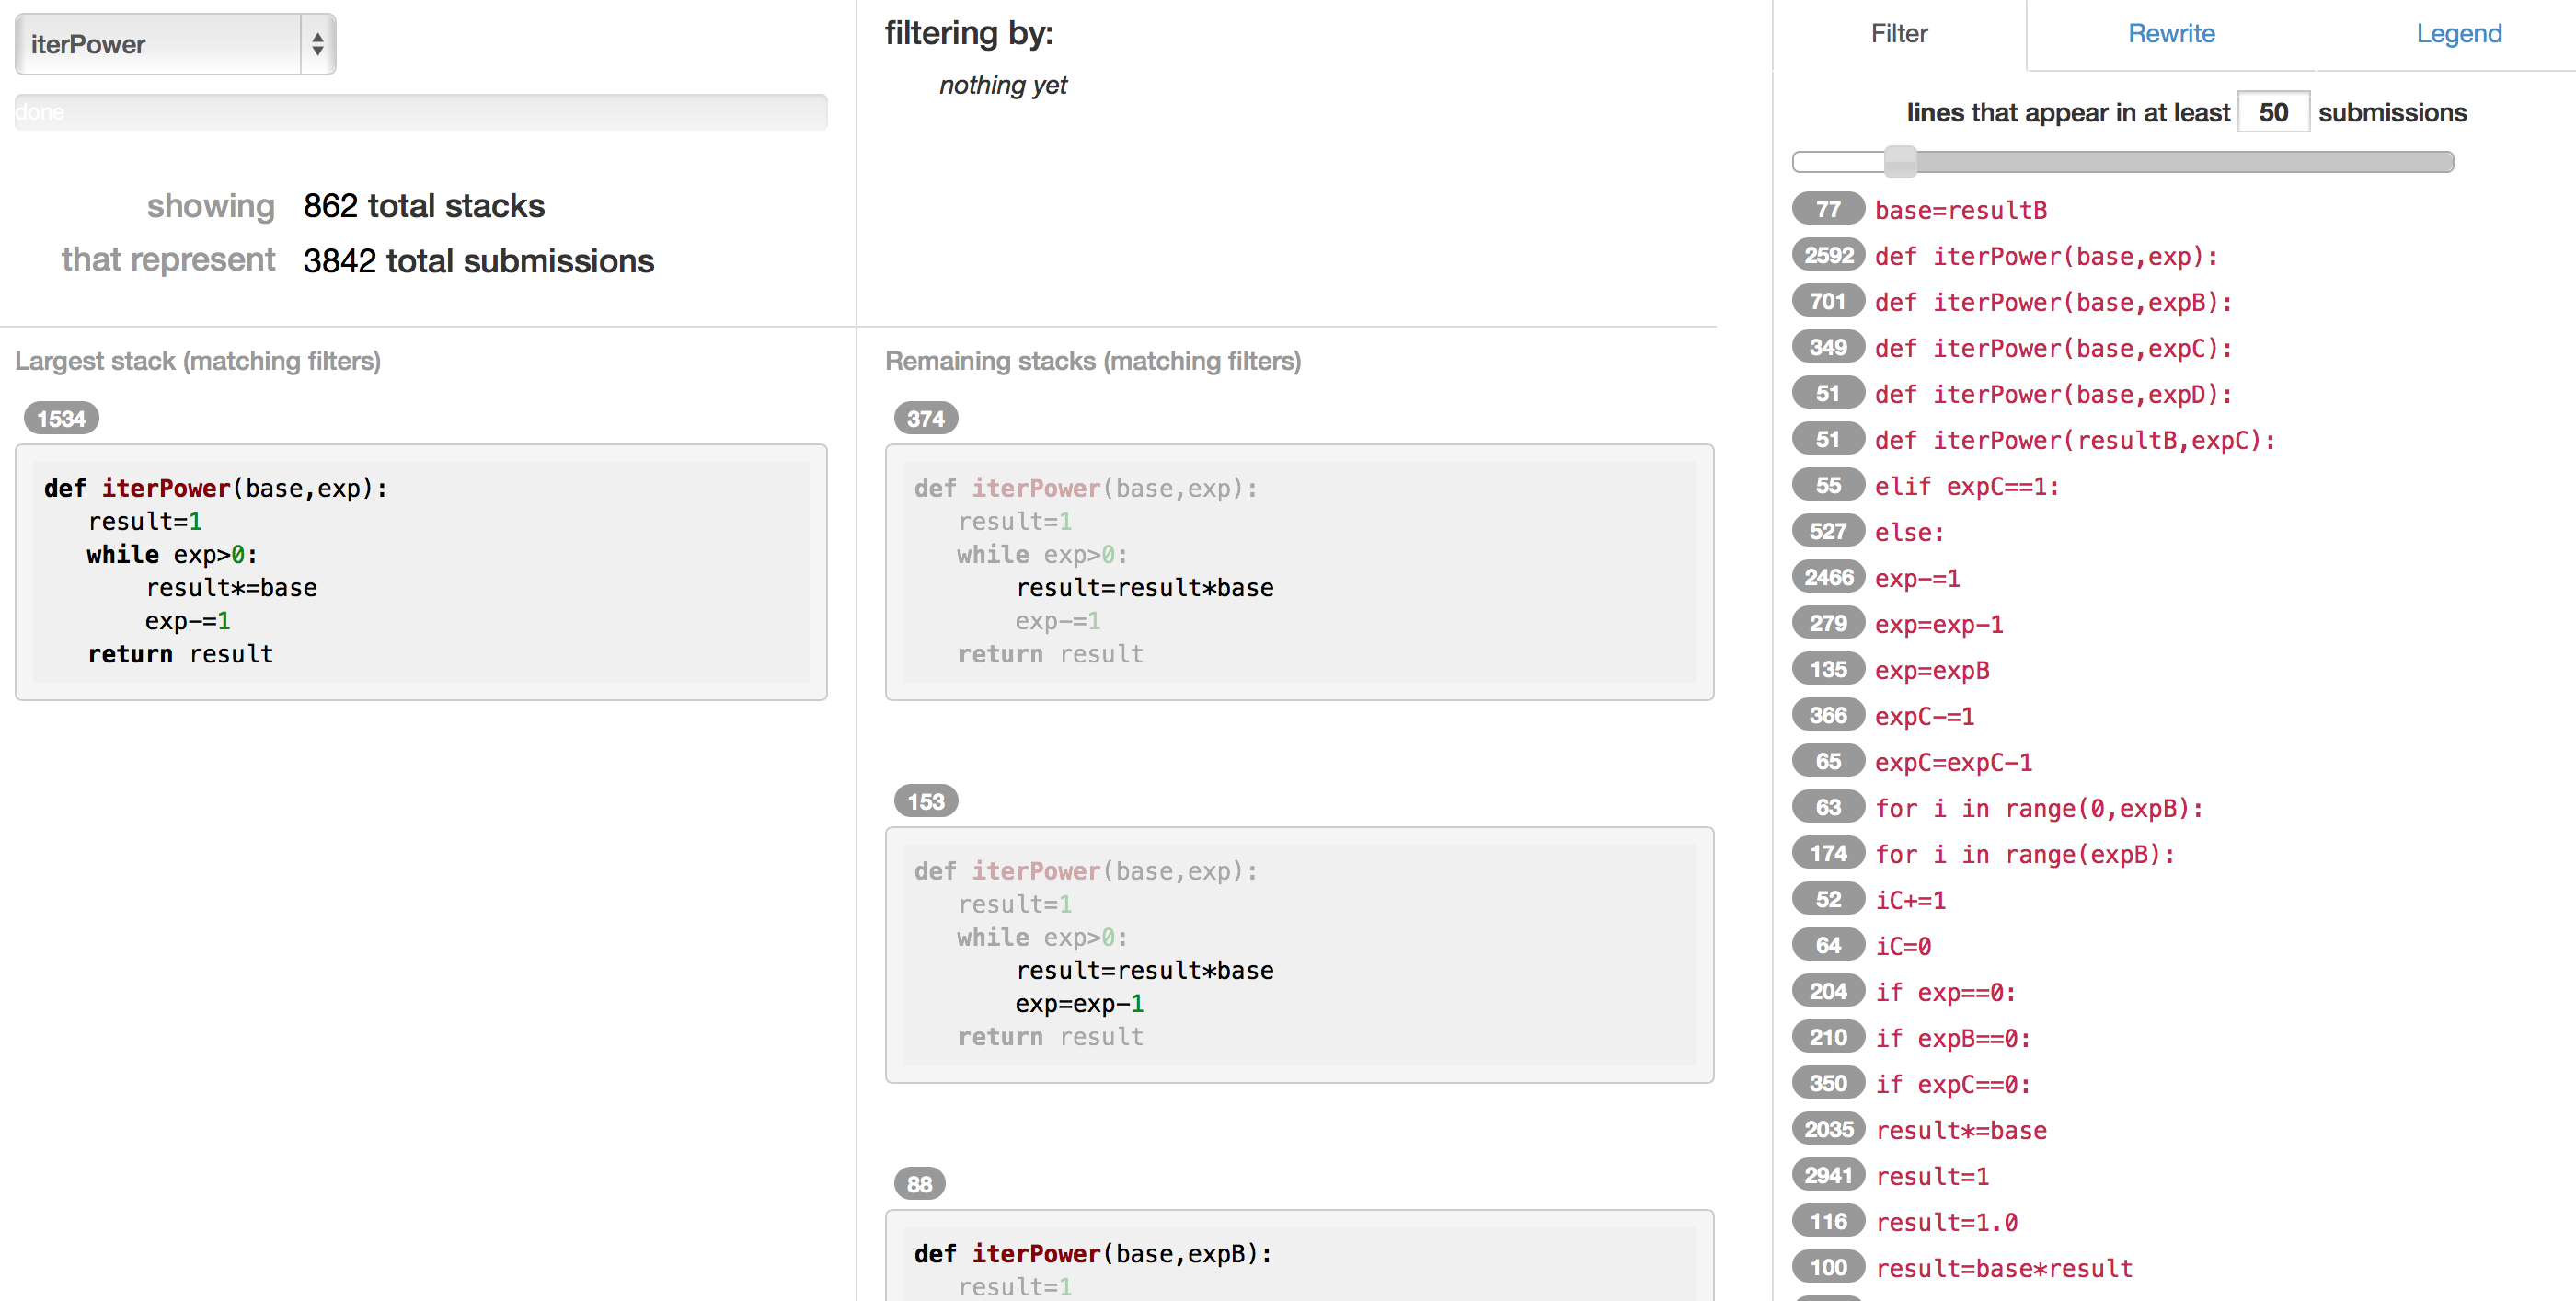 iterPower
done
showing 862 total stacks
that represent 3842 total submissions
filtering by:
nothing yet
Largest stack (matching filters)
1534
def iterPower(base,exp):
result=1
while exp>0:
result*=base
exp-=1
return result
Remaining stacks (matching filters)
374
def iterPower(base,exp):
result=1
while exp>0:
result=result*base
exp-=1
return result
153
def iterPower(base,exp):
result=1
while exp>0:
result=result*base
exp=exp-1
return result
88
def iterPower(base,expB):
result=1
Filter Rewrite Legend
lines that appear in at least 50 submissions
77 base=resultB
2592 def iterPower(base,exp):
701 def iterPower(base,expB):
349 def iterPower(base,expC):
51 def iterPower(base,expD):
51 def iterPower(resultB,expC):
55 elif expC==1:
527 else:
2466 exp-=1
279 exp=exp-1
135 exp=expB
366 expC-=1
65 expC=expC-1
63 for i in range(0,expB):
174 for i in range(expB):
52 iC+=1
64 iC=0
204 if exp==0:
210 if expB==0:
350 if expC==0:
2035 result*=base
2941 result=1
116 result=1.0
100 result=base*result